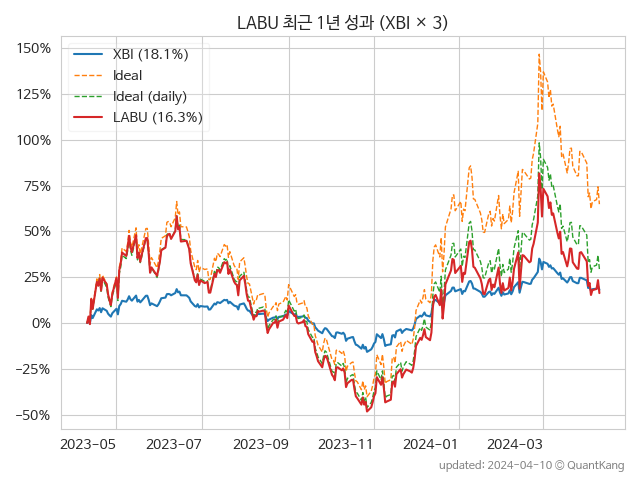 LABU 최근 1년 성과 (XBI × 3)
150%
125%
100%
75%
50%
25%
0%
−25%
−50%
XBI (18.1%)
Ideal
Ideal (daily)
LABU (16.3%)
2023-05
2023-07
2023-09
2023-11
2024-01
2024-03
updated: 2024-04-10 © QuantKang